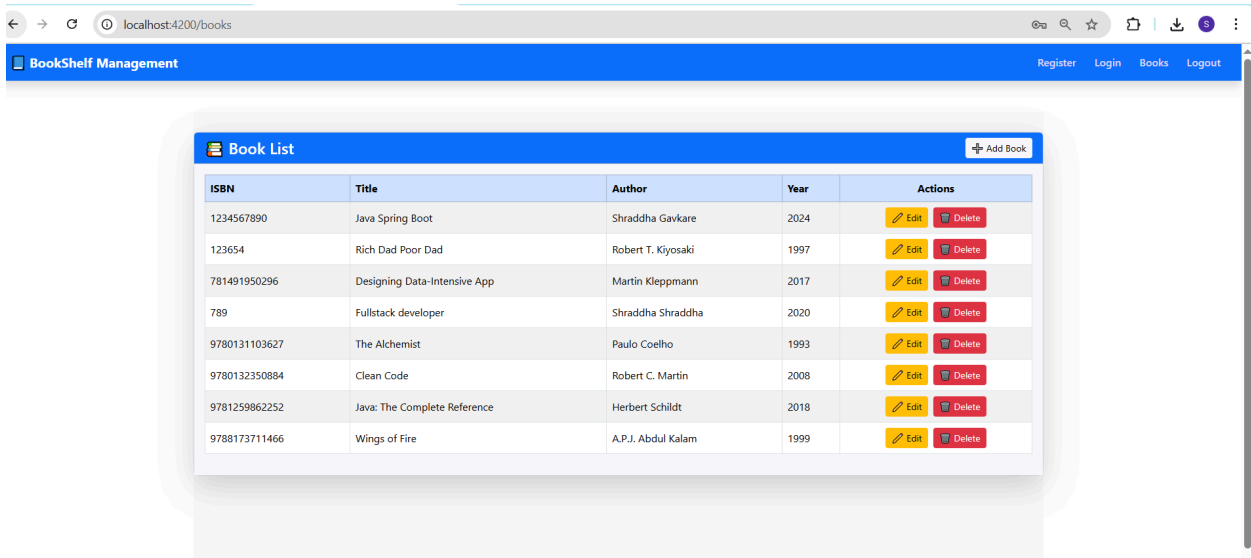 localhost:4200/books
S
BookShelf Management Register Login Books Logout
Book List Add Book
ISBN Title Author Year Actions
1234567890 Java Spring Boot Shraddha Gavkare 2024 Edit Delete
123654 Rich Dad Poor Dad Robert T. Kiyosaki 1997 Edit Delete
781491950296 Designing Data-Intensive App Martin Kleppmann 2017 Edit Delete
789 Fullstack developer Shraddha Shraddha 2020 Edit Delete
9780131103627 The Alchemist Paulo Coelho 1993 Edit Delete
9780132350884 Clean Code Robert C. Martin 2008 Edit Delete
9781259862252 Java: The Complete Reference Herbert Schildt 2018 Edit Delete
9788173711466 Wings of Fire A.P.J. Abdul Kalam 1999 Edit Delete